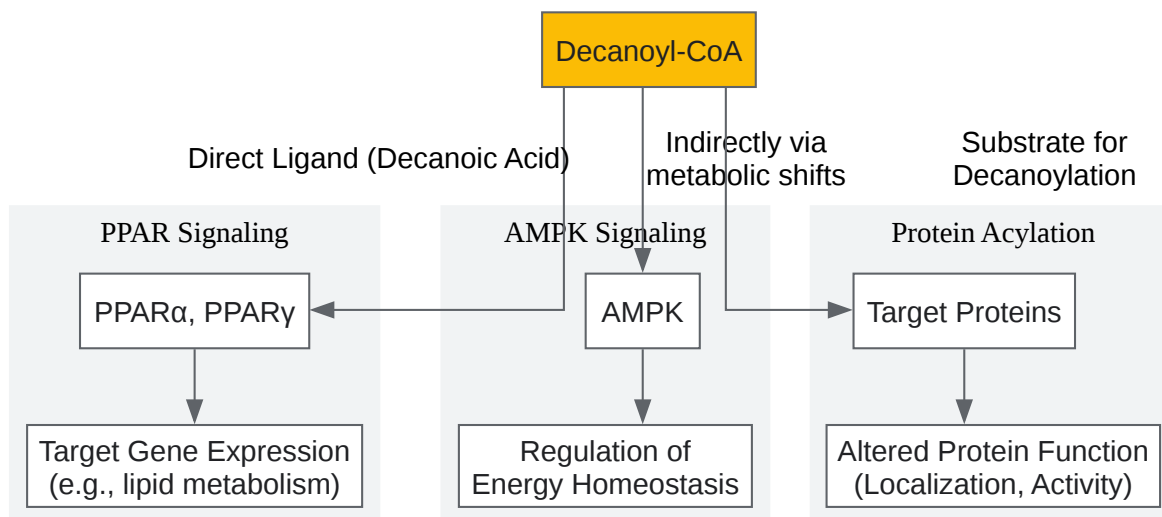 Decanoyl-CoA
Direct Ligand (Decanoic Acid)
Indirectly via
metabolic shifts
Substrate for
Decanoylation
PPAR Signaling
AMPK Signaling
Protein Acylation
PPARα, PPARγ
AMPK
Target Proteins
Target Gene Expression
(e.g., lipid metabolism)
Regulation of
Energy Homeostasis
Altered Protein Function
(Localization, Activity)